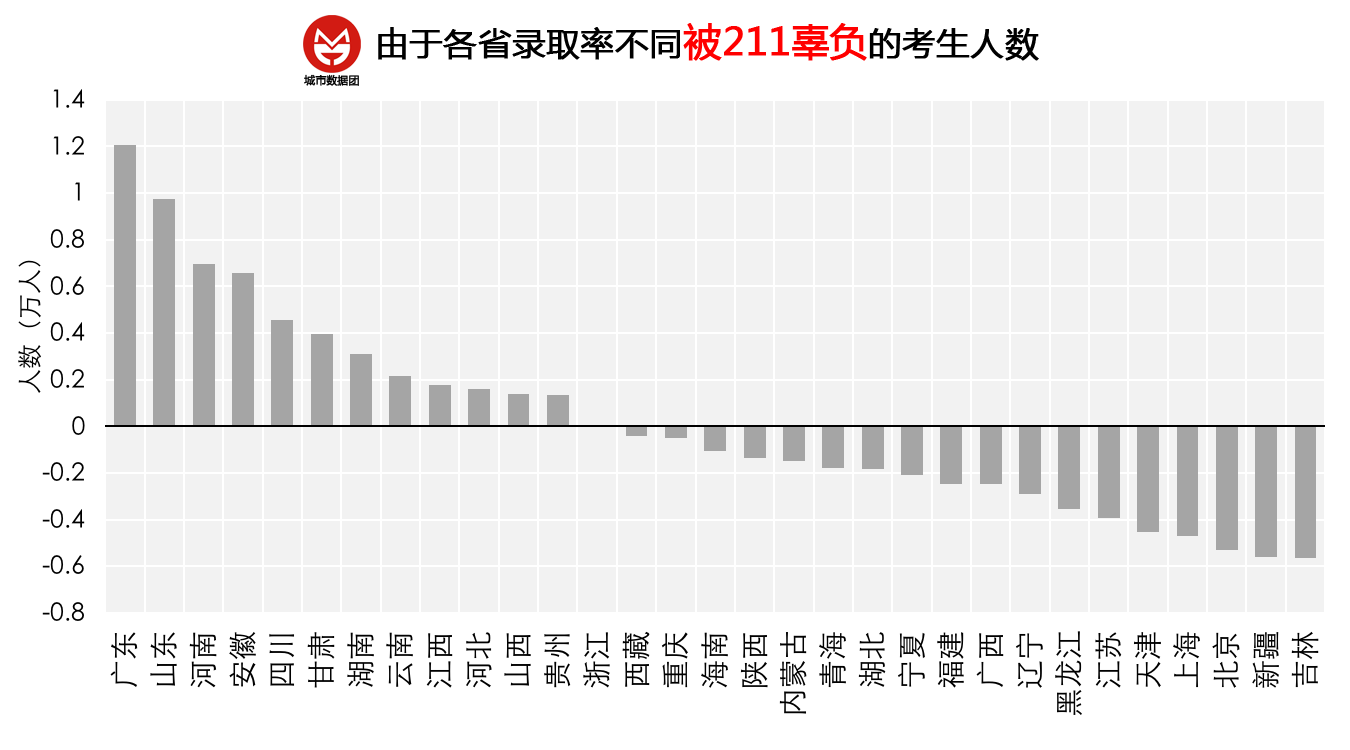 由于各省录取率不同被211辜负的考生人数
城市数据团
人数（万人）
1.4
1.2
1
0.8
0.6
0.4
0.2
0
-0.2
-0.4
-0.6
-0.8
广东
山东
河南
安徽
四川
甘肃
湖南
云南
江西
河北
山西
贵州
浙江
西藏
重庆
海南
陕西
内蒙古
青海
湖北
宁夏
福建
广西
辽宁
黑龙江
江苏
天津
上海
北京
新疆
吉林